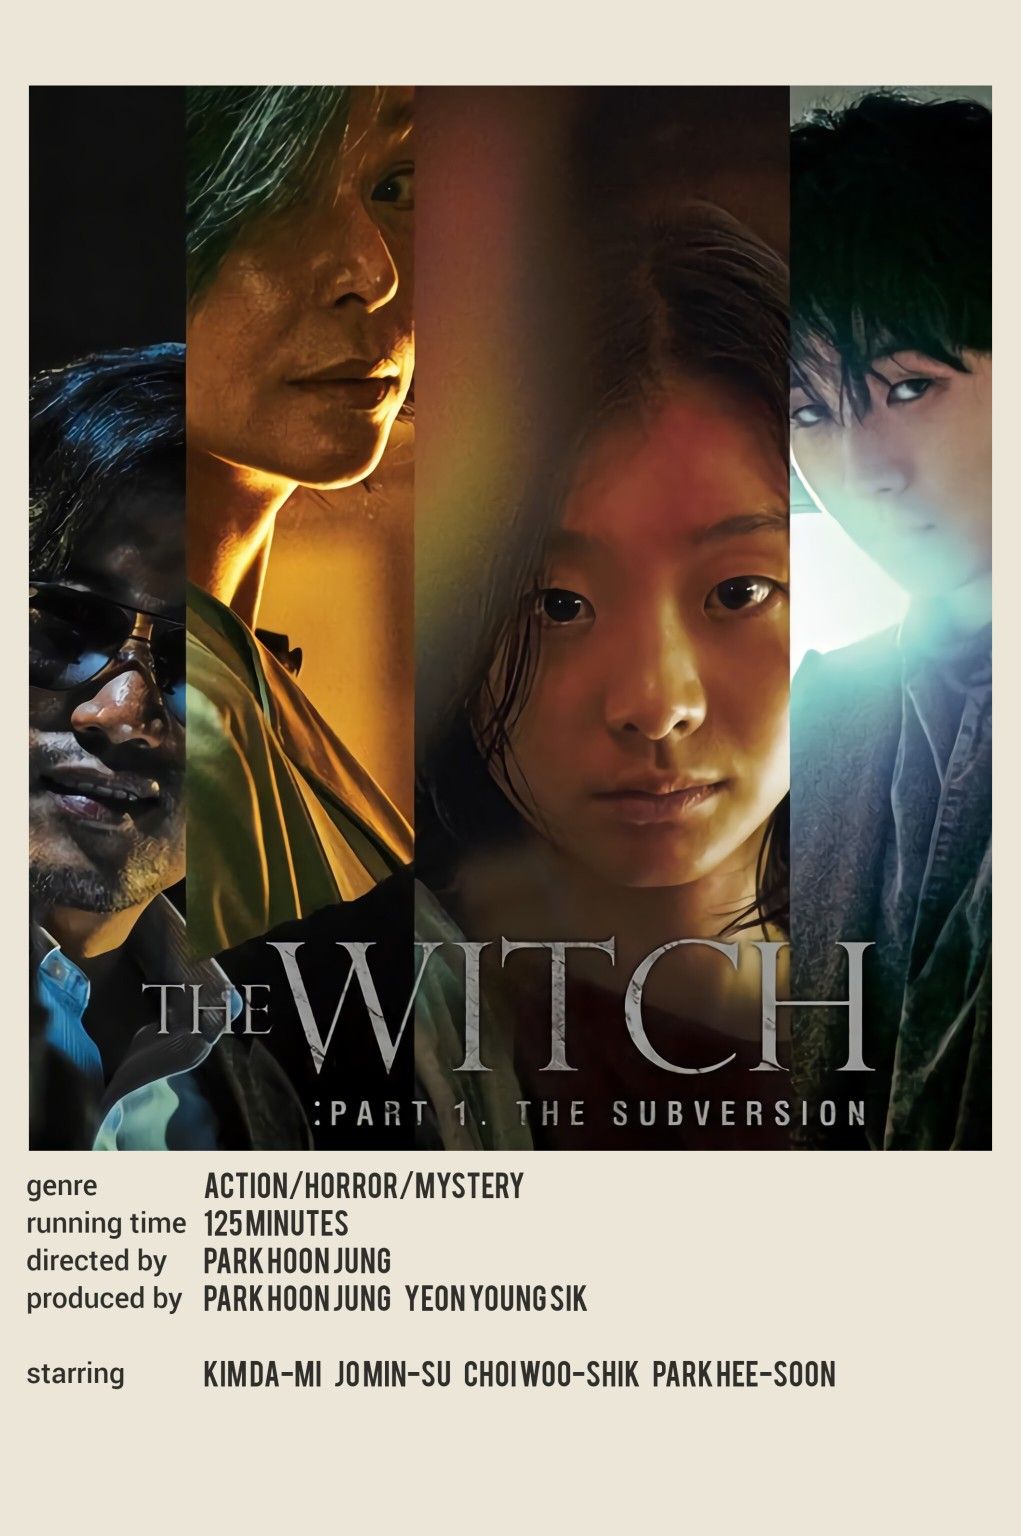 THE WITCH
:PART 1. THE SUBVERSION
genre ACTION/HORROR/MYSTERY
running time 125 MINUTES
directed by PARK HOON JUNG
produced by PARK HOON JUNG YEON YOUNG SIK
starring KIM DA-MI JO MIN-SU CHOI WOO-SHIK PARK HEE-SOON